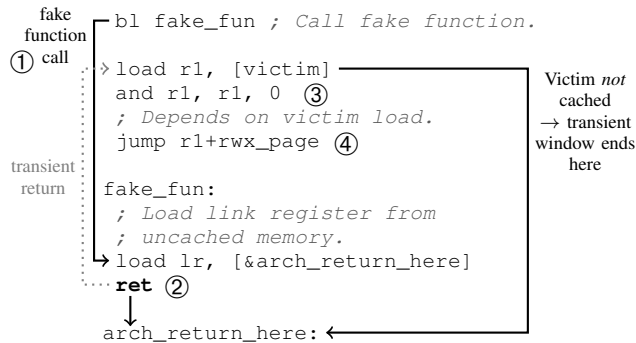 fake
function
① call
bl fake_fun ; Call fake function.
load r1, [victim]
and r1, r1, 0 ③
; Depends on victim load.
jump r1+rwx_page ④
transient
return
fake_fun:
; Load link register from
; uncached memory.
load lr, [&arch_return_here]
ret ②
arch_return_here:
Victim not
cached
→ transient
window ends
here